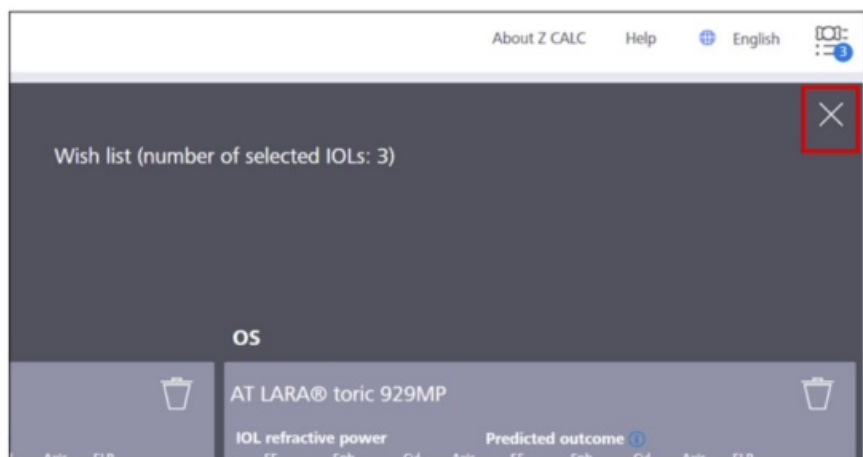 About Z CALC Help English
3
Wish list (number of selected IOLs: 3)
OS
AT LARA® toric 929MP
IOL refractive power Predicted outcome